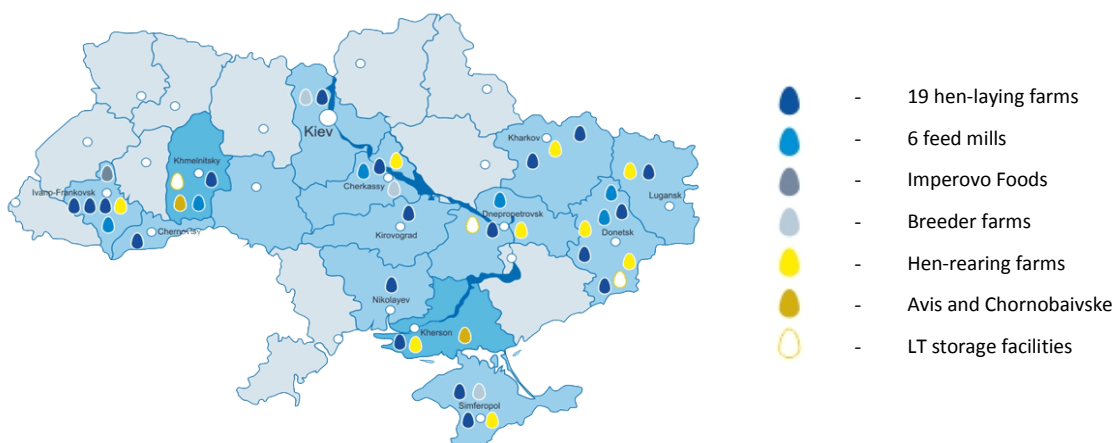 Kiev
Kharkov
Khmelnitsky
Cherkassy
Lugansk
Ivano-Frankovsk
Chernovtsy
Kirovograd
Dnepropetrovsk
Donetsk
Nikolayev
Kherson
Simferopol
- 19 hen-laying farms
- 6 feed mills
- Imperovo Foods
- Breeder farms
- Hen-rearing farms
- Avis and Chornobaivske
- LT storage facilities